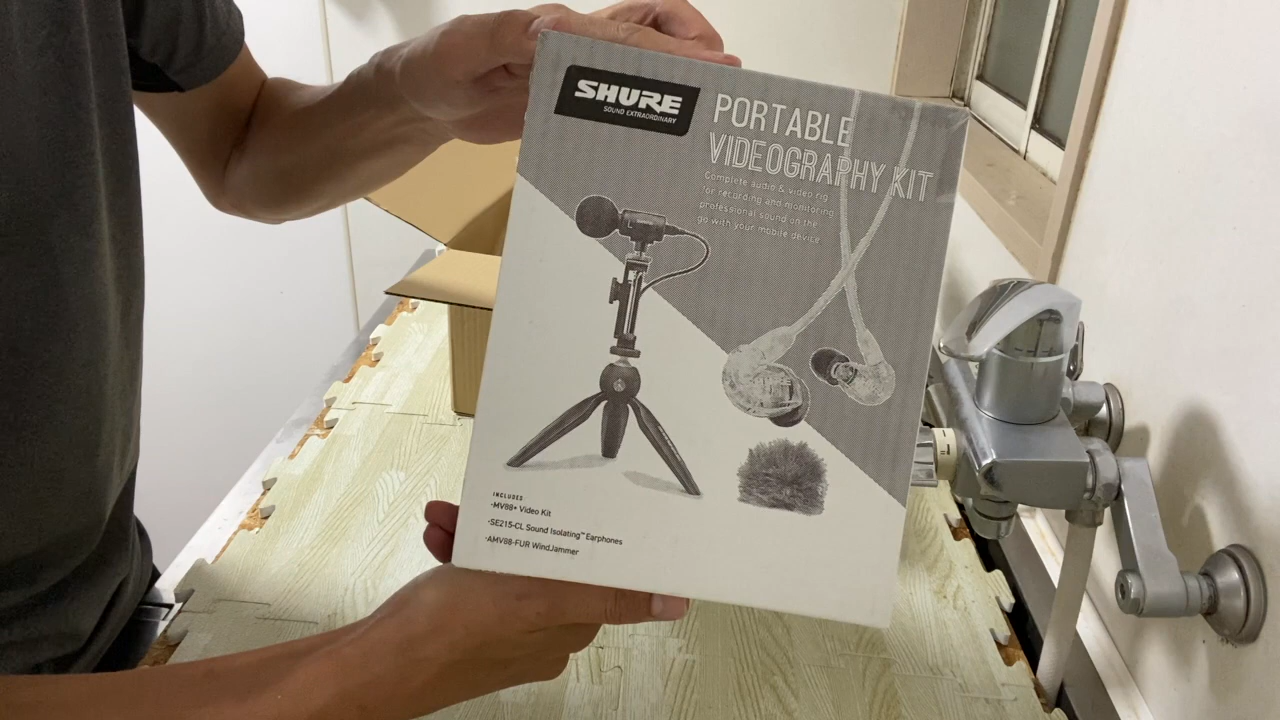 SHURE
SOUND EXTRAORDINARY
PORTABLE
VIDEOGRAPHY KIT
Complete audio & video rig
for recording and monitoring
professional sound on the
go with your mobile device.
INCLUDES
·MV88+ Video Kit
·SE215-CL Sound Isolating™ Earphones
·AMV88-FUR WindJammer